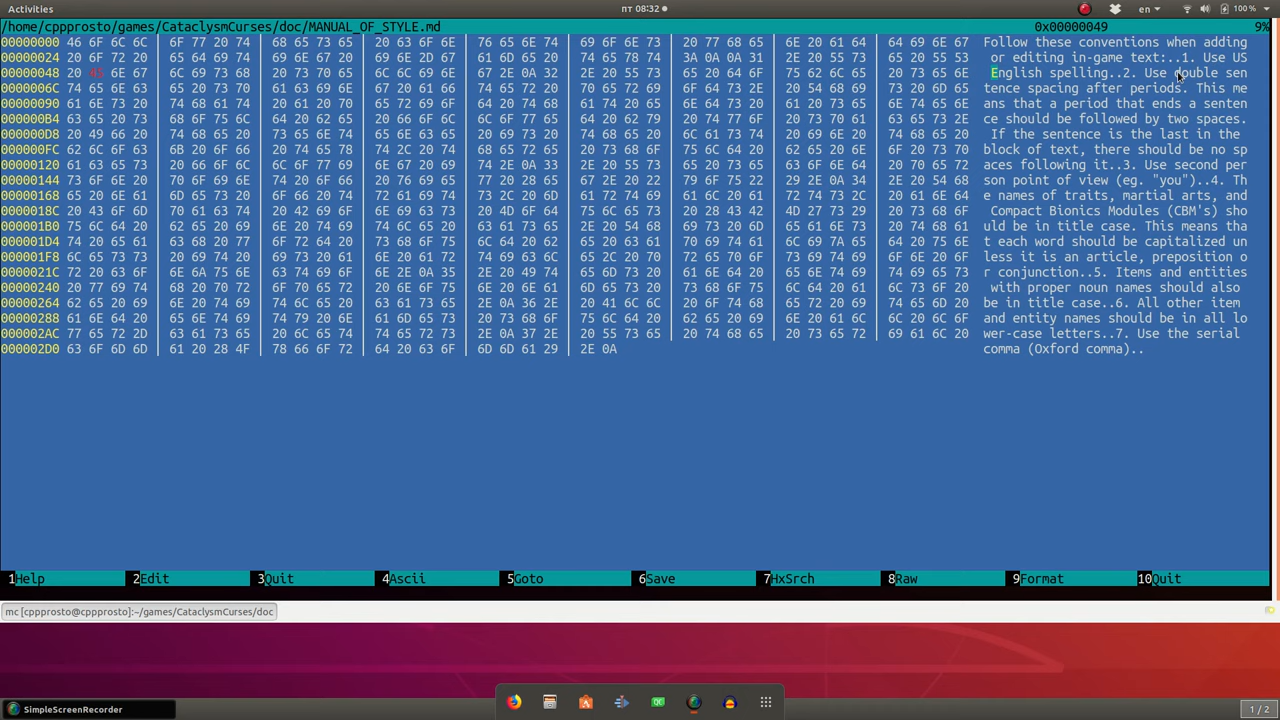 Activities
пт 08:32
en
100 %
/home/cppprosto/games/CataclysmCurses/doc/MANUAL_OF_STYLE.md 0x00000049 9%
00000000 46 6F 6C 6C 6F 77 20 74 68 65 73 65 20 63 6F 6E 76 65 6E 74 69 6F 6E 73 20 77 68 65 6E 20 61 64 64 69 6E 67 Follow these conventions when adding
00000024 20 6F 72 20 65 64 69 74 69 6E 67 20 69 6E 2D 67 61 6D 65 20 74 65 78 74 3A 0A 0A 31 2E 20 55 73 65 20 55 53 or editing in-game text:..1. Use US
00000048 20 45 6E 67 6C 69 73 68 20 73 70 65 6C 6C 69 6E 67 2E 0A 32 2E 20 55 73 65 20 64 6F 75 62 6C 65 20 73 65 6E English spelling..2. Use double sen
0000006C 74 65 6E 63 65 20 73 70 61 63 69 6E 67 20 61 66 74 65 72 20 70 65 72 69 6F 64 73 2E 20 54 68 69 73 20 6D 65 tence spacing after periods. This me
00000090 61 6E 73 20 74 68 61 74 20 61 20 70 65 72 69 6F 64 20 74 68 61 74 20 65 6E 64 73 20 61 20 73 65 6E 74 65 6E ans that a period that ends a senten
000000B4 63 65 20 73 68 6F 75 6C 64 20 62 65 20 66 6F 6C 6C 6F 77 65 64 20 62 79 20 74 77 6F 20 73 70 61 63 65 73 2E ce should be followed by two spaces.
000000D8 20 49 66 20 74 68 65 20 73 65 6E 74 65 6E 63 65 20 69 73 20 74 68 65 20 6C 61 73 74 20 69 6E 20 74 68 65 20 If the sentence is the last in the
000000FC 62 6C 6F 63 6B 20 6F 66 20 74 65 78 74 2C 20 74 68 65 72 65 20 73 68 6F 75 6C 64 20 62 65 20 6E 6F 20 73 70 block of text, there should be no sp
00000120 61 63 65 73 20 66 6F 6C 6C 6F 77 69 6E 67 20 69 74 2E 0A 33 2E 20 55 73 65 20 73 65 63 6F 6E 64 20 70 65 72 aces following it..3. Use second per
00000144 73 6F 6E 20 70 6F 69 6E 74 20 6F 66 20 76 69 65 77 20 28 65 67 2E 20 22 79 6F 75 22 29 2E 0A 34 2E 20 54 68 son point of view (eg. "you")..4. Th
00000168 65 20 6E 61 6D 65 73 20 6F 66 20 74 72 61 69 74 73 2C 20 6D 61 72 74 69 61 6C 20 61 72 74 73 2C 20 61 6E 64 e names of traits, martial arts, and
0000018C 20 43 6F 6D 70 61 63 74 20 42 69 6F 6E 69 63 73 20 4D 6F 64 75 6C 65 73 20 28 43 42 4D 27 73 29 20 73 68 6F Compact Bionics Modules (CBM's) sho
000001B0 75 6C 64 20 62 65 20 69 6E 20 74 69 74 6C 65 20 63 61 73 65 2E 20 54 68 69 73 20 6D 65 61 6E 73 20 74 68 61 uld be in title case. This means tha
000001D4 74 20 65 61 63 68 20 77 6F 72 64 20 73 68 6F 75 6C 64 20 62 65 20 63 61 70 69 74 61 6C 69 7A 65 64 20 75 6E t each word should be capitalized un
000001F8 6C 65 73 73 20 69 74 20 69 73 20 61 6E 20 61 72 74 69 63 6C 65 2C 20 70 72 65 70 6F 73 69 74 69 6F 6E 20 6F less it is an article, preposition o
0000021C 72 20 63 6F 6E 6A 75 6E 63 74 69 6F 6E 2E 0A 35 2E 20 49 74 65 6D 73 20 61 6E 64 20 65 6E 74 69 74 69 65 73 r conjunction..5. Items and entities
00000240 20 77 69 74 68 20 70 72 6F 70 65 72 20 6E 6F 75 6E 20 6E 61 6D 65 73 20 73 68 6F 75 6C 64 20 61 6C 73 6F 20 with proper noun names should also
00000264 62 65 20 69 6E 20 74 69 74 6C 65 20 63 61 73 65 2E 0A 36 2E 20 41 6C 6C 20 6F 74 68 65 72 20 69 74 65 6D 20 be in title case..6. All other item
00000288 61 6E 64 20 65 6E 74 69 74 79 20 6E 61 6D 65 73 20 73 68 6F 75 6C 64 20 62 65 20 69 6E 20 61 6C 6C 20 6C 6F and entity names should be in all lo
000002AC 77 65 72 2D 63 61 73 65 20 6C 65 74 74 65 72 73 2E 0A 37 2E 20 55 73 65 20 74 68 65 20 73 65 72 69 61 6C 20 wer-case letters..7. Use the serial
000002D0 63 6F 6D 6D 61 20 28 4F 78 66 6F 72 64 20 63 6F 6D 6D 61 29 2E 0A comma (Oxford comma)..
1Help 2Edit 3Quit 4Ascii 5Goto 6Save 7HxSrch 8Raw 9Format 10Quit
mc [cppprosto@cppprosto]:~/games/CataclysmCurses/doc
SimpleScreenRecorder
1 / 2